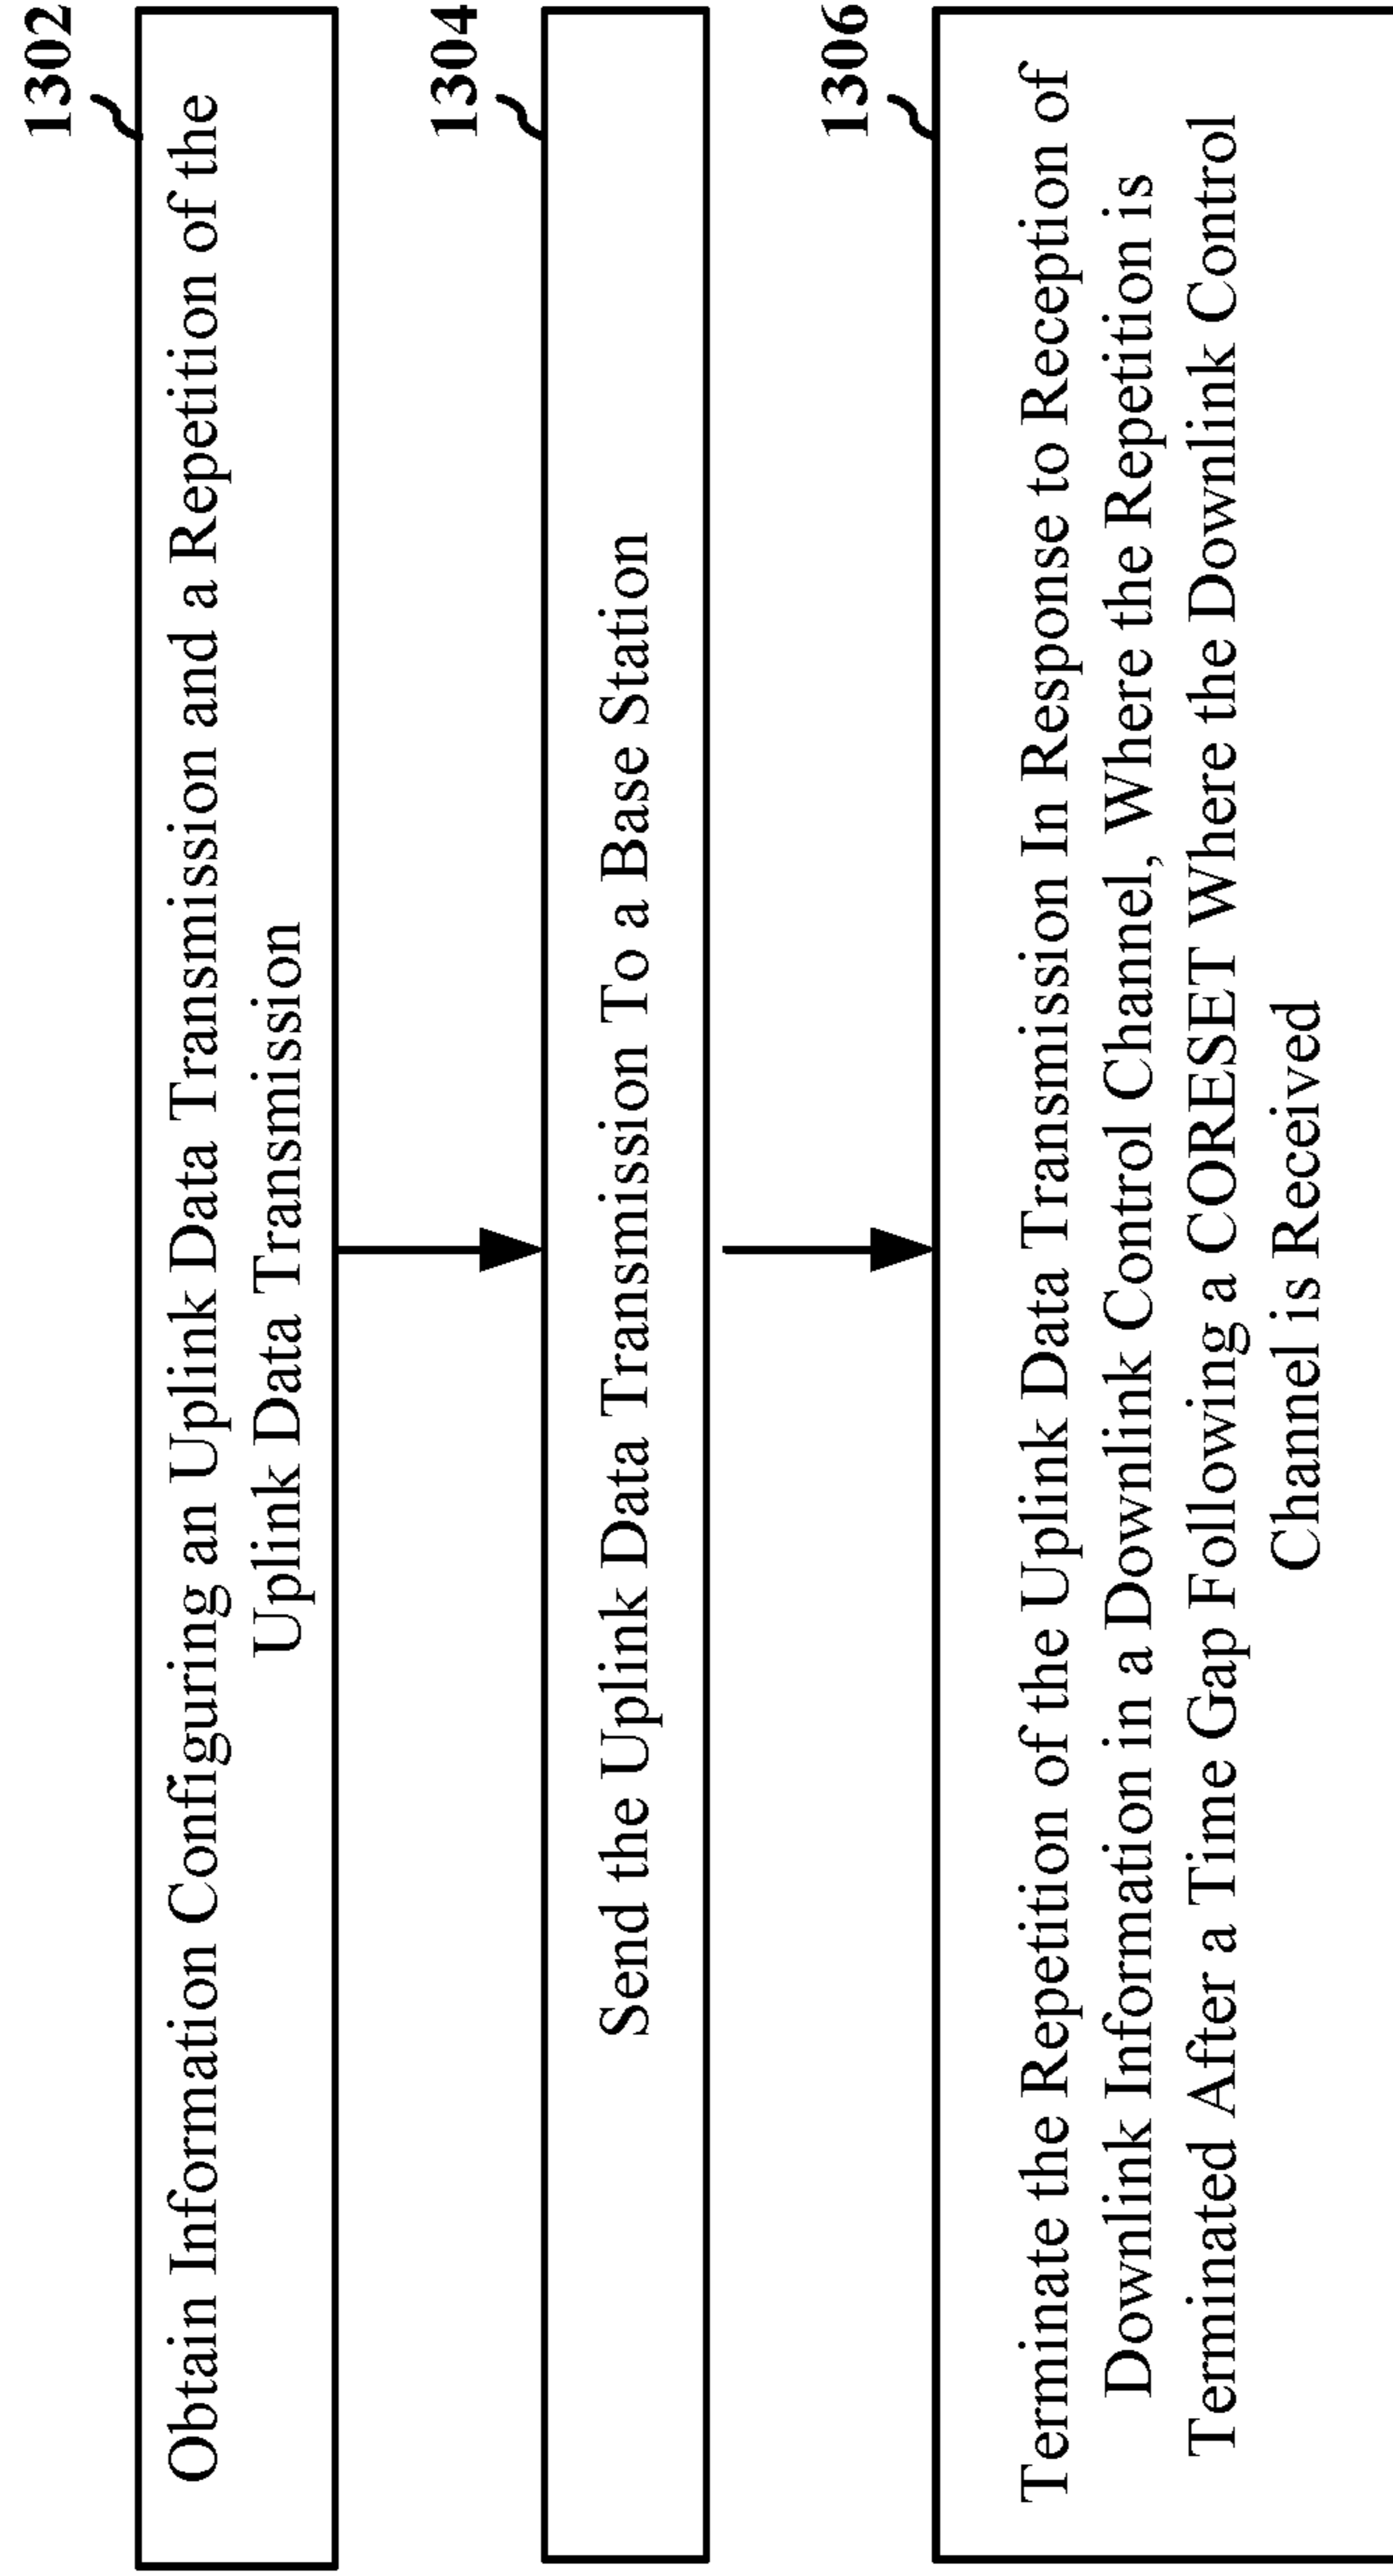 1302
Obtain Information Configuring an Uplink Data Transmission and a Repetition of the
Uplink Data Transmission
1304
Send the Uplink Data Transmission To a Base Station
1306
Terminate the Repetition of the Uplink Data Transmission In Response to Reception of
Downlink Information in a Downlink Control Channel, Where the Repetition is
Terminated After a Time Gap Following a CORESET Where the Downlink Control
Channel is Received